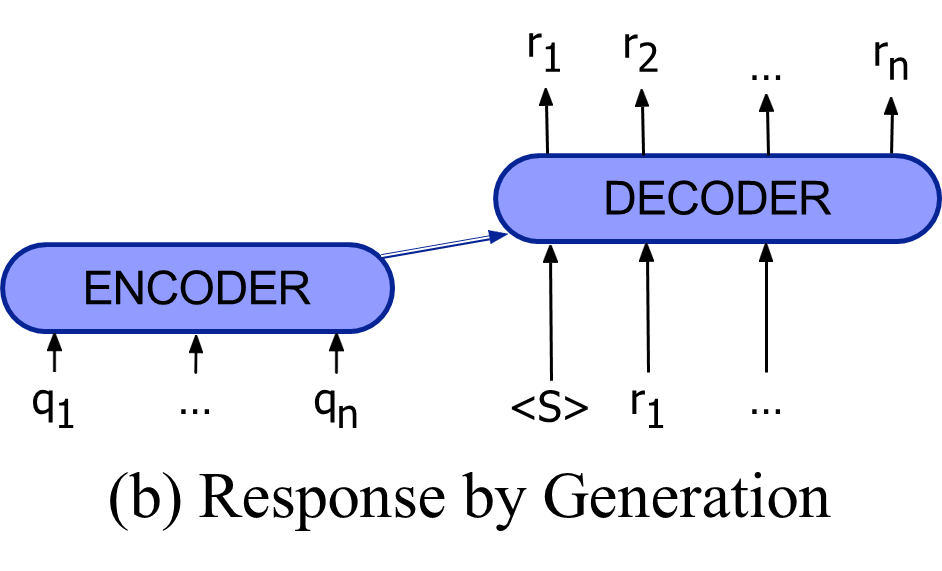 r1 r2 ... rn
DECODER
ENCODER
q1 ... qn <S> r1 ...
(b) Response by Generation